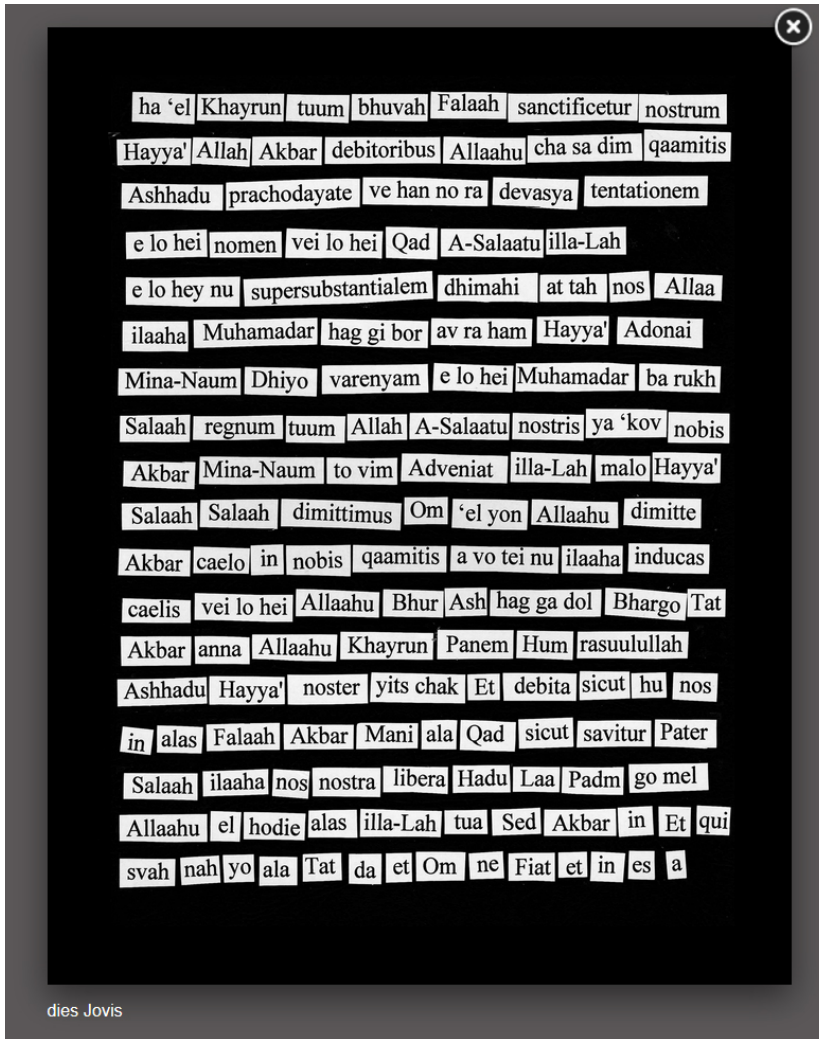 ha ‘el Khayrun tuum bhuvah Falaah sanctificetur nostrum
Hayya' Allah Akbar debitoribus Allaahu cha sa dim qaamitis
Ashhadu prachodayate ve han no ra devasya tentationem
e lo hei nomen vei lo hei Qad A-Salaatu illa-Lah
e lo hey nu supersubstantialem dhimahi at tah nos Allaa
ilaaha Muhamadar hag gi bor av ra ham Hayya' Adonai
Mina-Naum Dhiyo varenyam e lo hei Muhamadar ba rukh
Salaah regnum tuum Allah A-Salaatu nostris ya ‘kov nobis
Akbar Mina-Naum to vim Adveniat illa-Lah malo Hayya'
Salaah Salaah dimittimus Om ‘el yon Allaahu dimitte
Akbar caelo in nobis qaamitis a vo tei nu ilaaha inducas
caelis vei lo hei Allaahu Bhur Ash hag ga dol Bhargo Tat
Akbar anna Allaahu Khayrun Panem Hum rasuulullah
Ashhadu Hayya' noster yits chak Et debita sicut hu nos
in alas Falaah Akbar Mani ala Qad sicut savitur Pater
Salaah ilaaha nos nostra libera Hadu Laa Padm go mel
Allaahu el hodie alas illa-Lah tua Sed Akbar in Et qui
svah nah yo ala Tat da et Om ne Fiat et in es a
dies Jovis